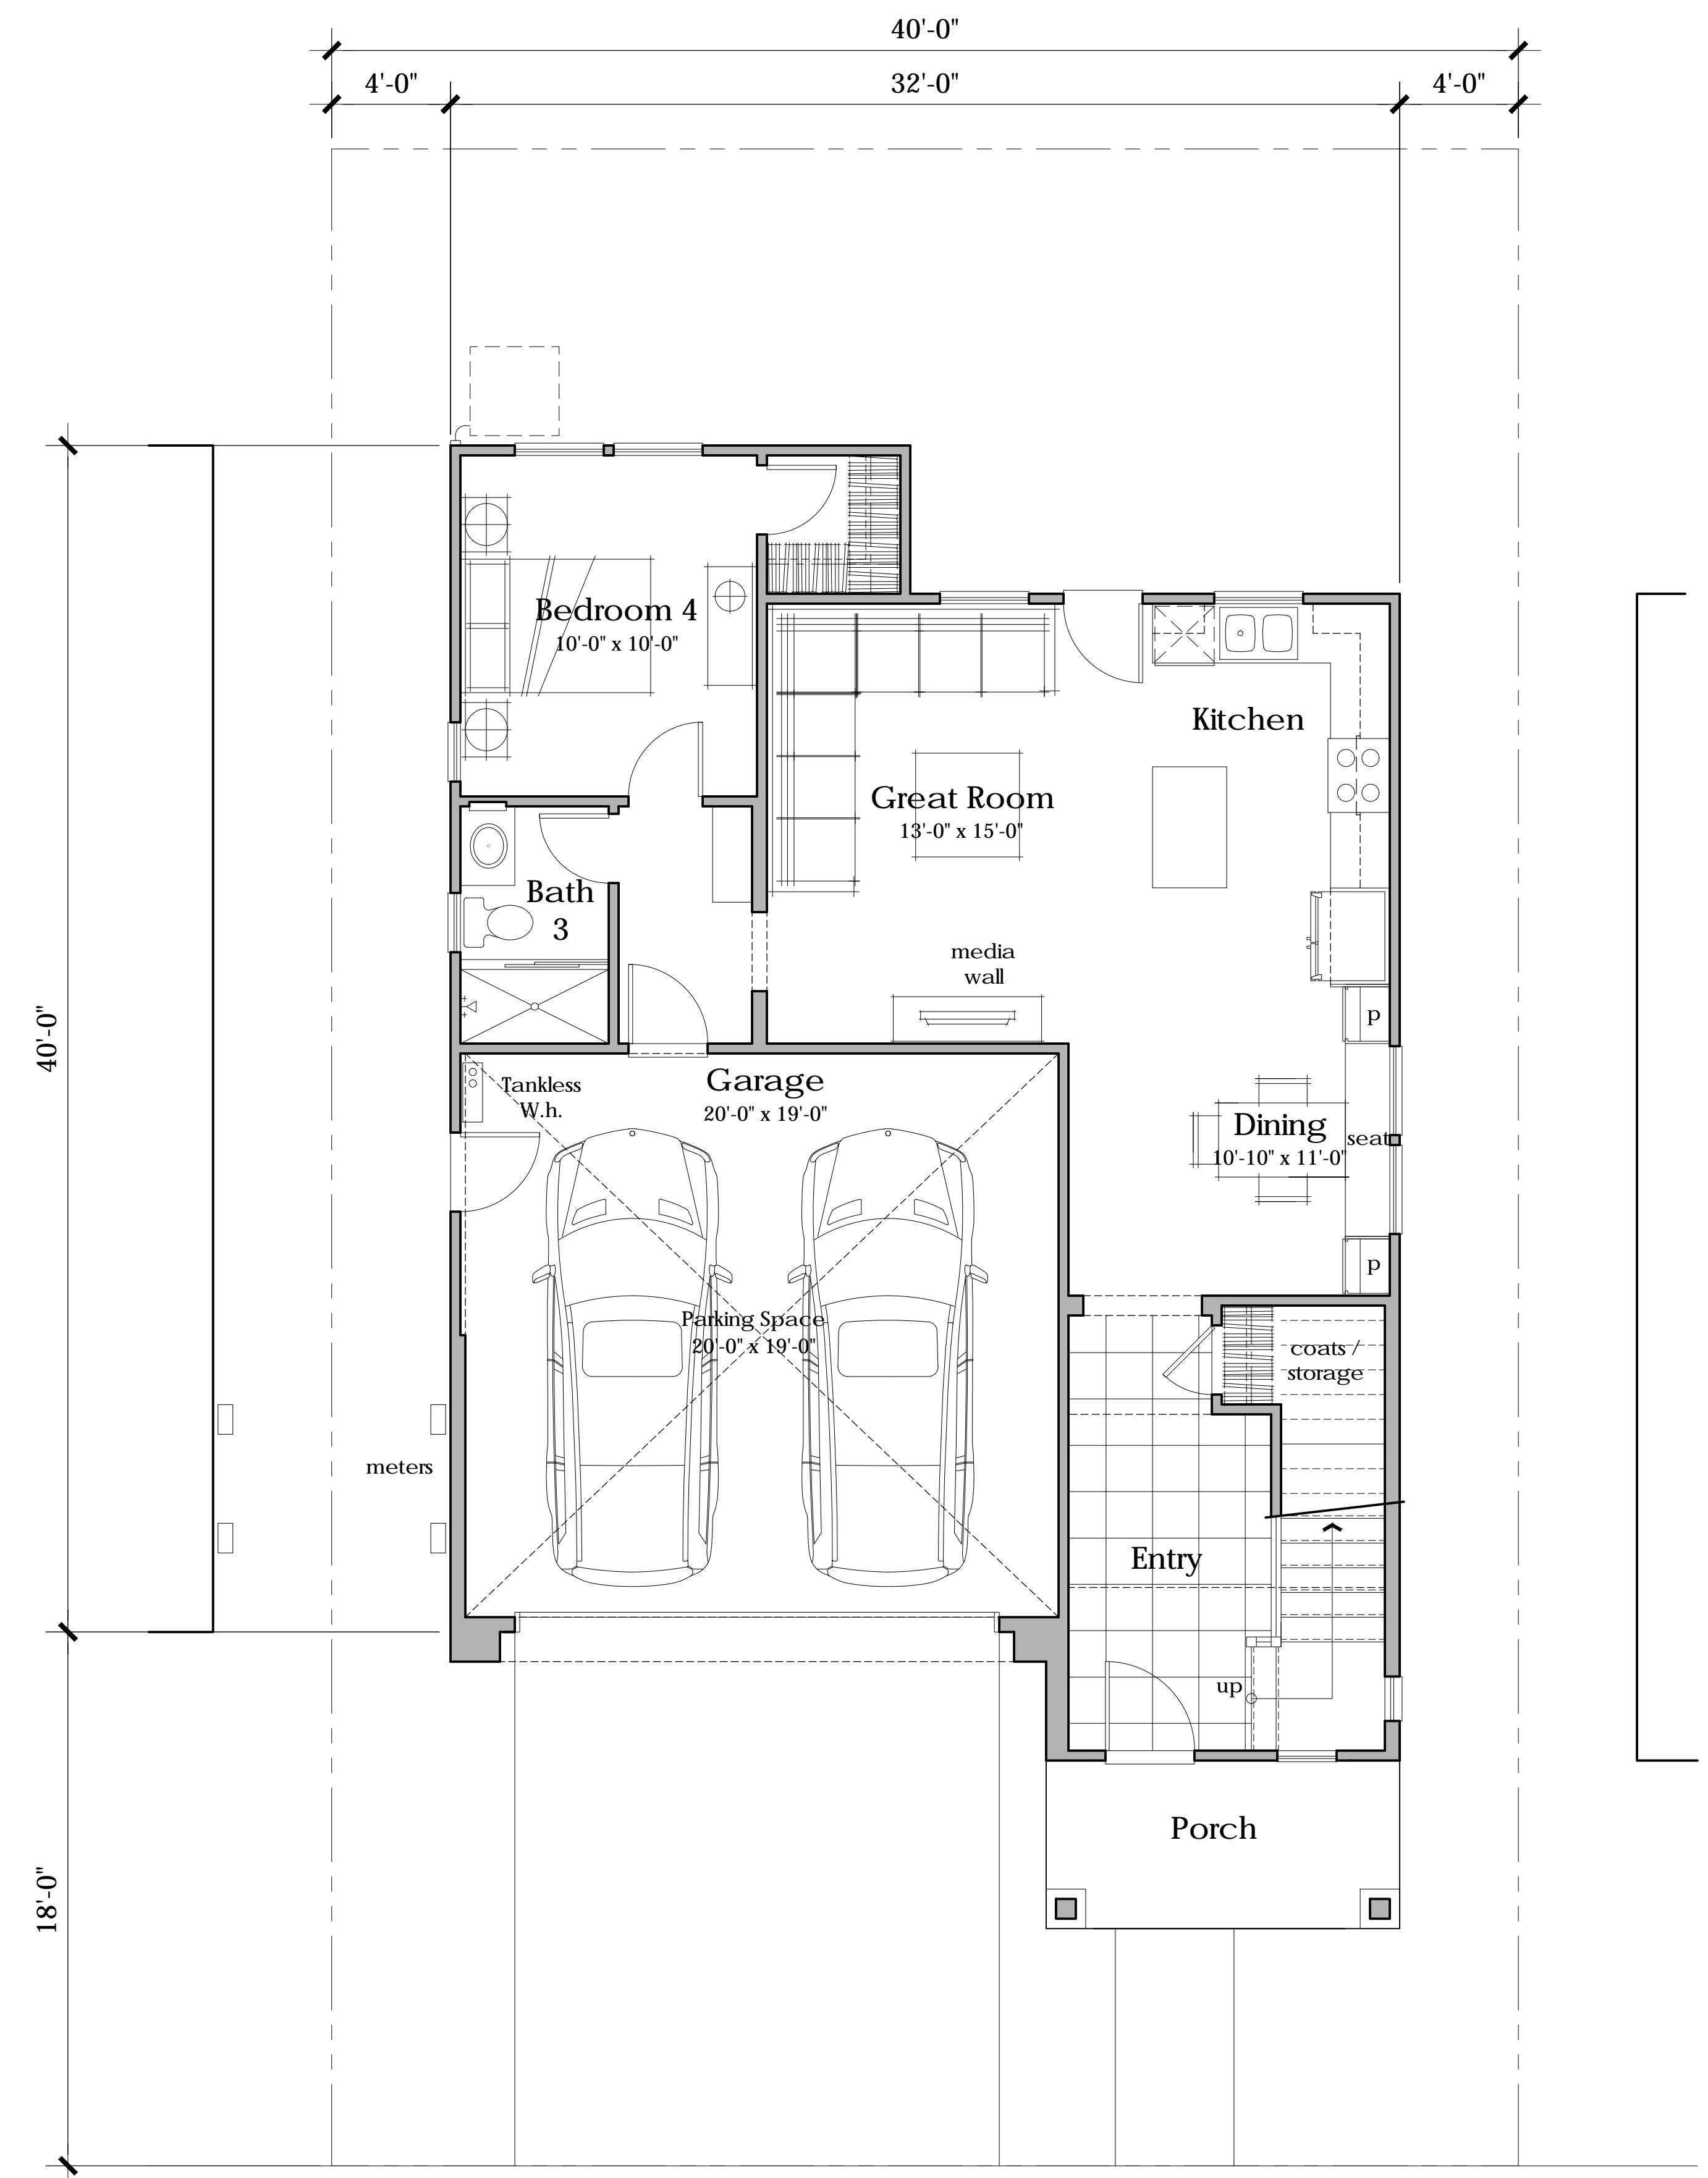 40'-0"
4'-0"
32'-0"
4'-0"
Bedroom 4
10'-0" x 10'-0"
Kitchen
Great Room
13'-0" x 15'-0"
Bath
3
media
wall
p
40'-0"
Tankless
W.h.
Garage
20'-0" x 19'-0"
Dining
10'-10" x 11'-0"
seat
p
Parking Space
20'-0" x 19'-0"
coats /
storage
meters
Entry
up
Porch
18'-0"